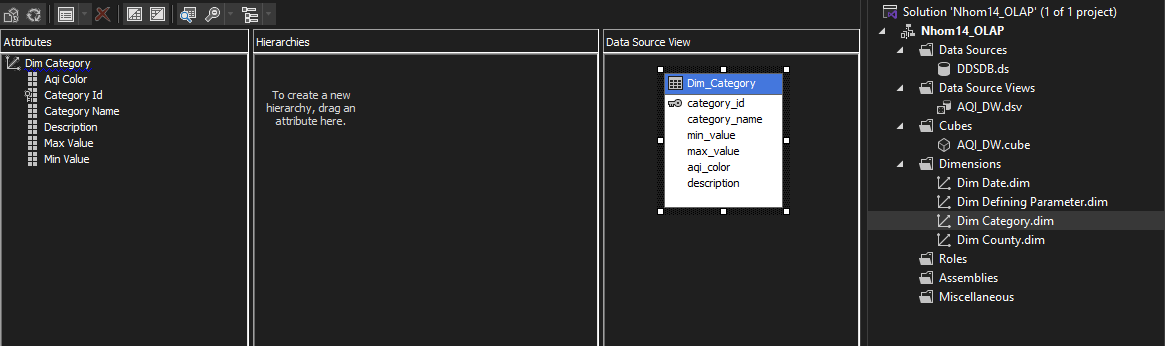 Attributes
Dim Category
Aqi Color
Category Id
Category Name
Description
Max Value
Min Value
Hierarchies
To create a new
hierarchy, drag an
attribute here.
Data Source View
Dim_Category
category_id
category_name
min_value
max_value
aqi_color
description
Solution 'Nhom14_OLAP' (1 of 1 project)
Nhom14_OLAP
Data Sources
DDSDB.ds
Data Source Views
AQI_DW.dsv
Cubes
AQI_DW.cube
Dimensions
Dim Date.dim
Dim Defining Parameter.dim
Dim Category.dim
Dim County.dim
Roles
Assemblies
Miscellaneous